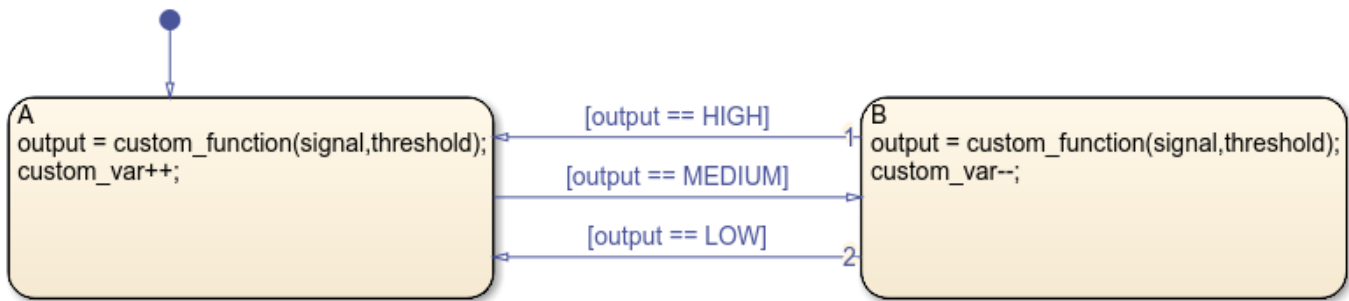 A
output = custom_function(signal,threshold);
custom_var++;
[output == HIGH]
1
[output == MEDIUM]
[output == LOW]
2
B
output = custom_function(signal,threshold);
custom_var--;